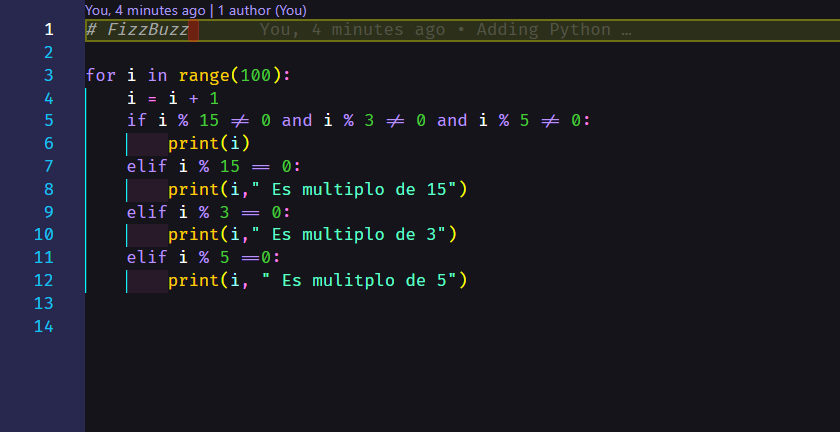 You, 4 minutes ago | 1 author (You)
1 # FizzBuzz You, 4 minutes ago • Adding Python …
2
3 for i in range(100):
4 i = i + 1
5 if i % 15 != 0 and i % 3 != 0 and i % 5 != 0:
6 print(i)
7 elif i % 15 == 0:
8 print(i," Es multiplo de 15")
9 elif i % 3 == 0:
10 print(i," Es multiplo de 3")
11 elif i % 5 ==0:
12 print(i, " Es mulitplo de 5")
13
14